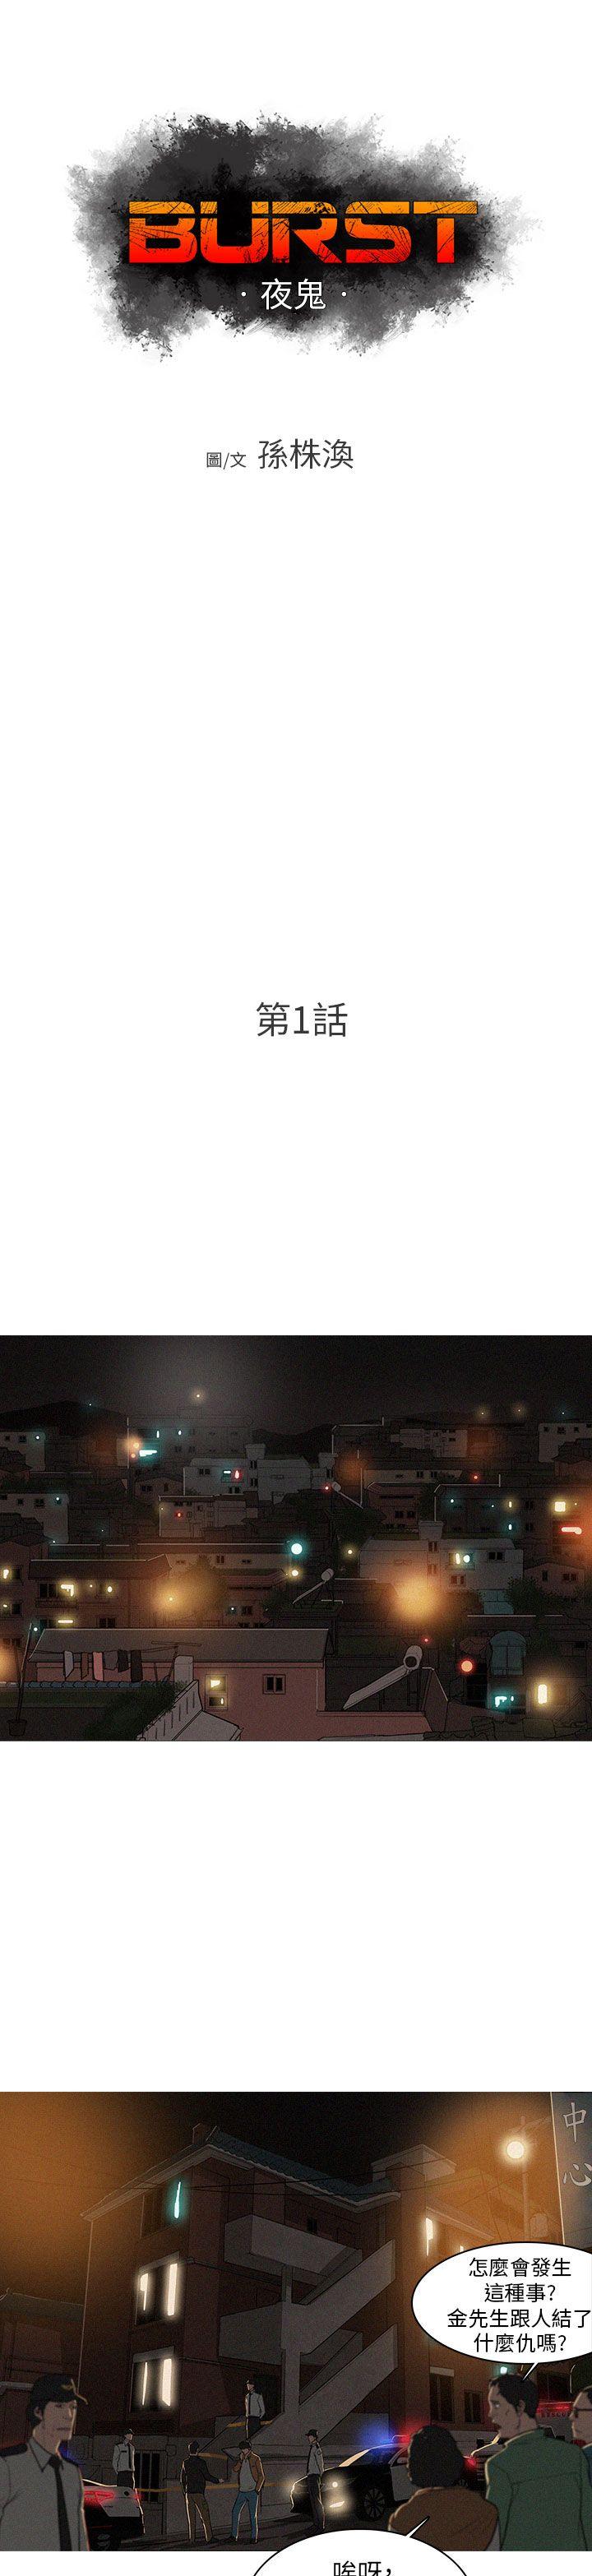 BURST
·夜鬼·
圖/文 孫株渙
第1話
中
心
怎麼會發生
這種事?
金先生跟人結了
什麼仇嗎?
唉呀,